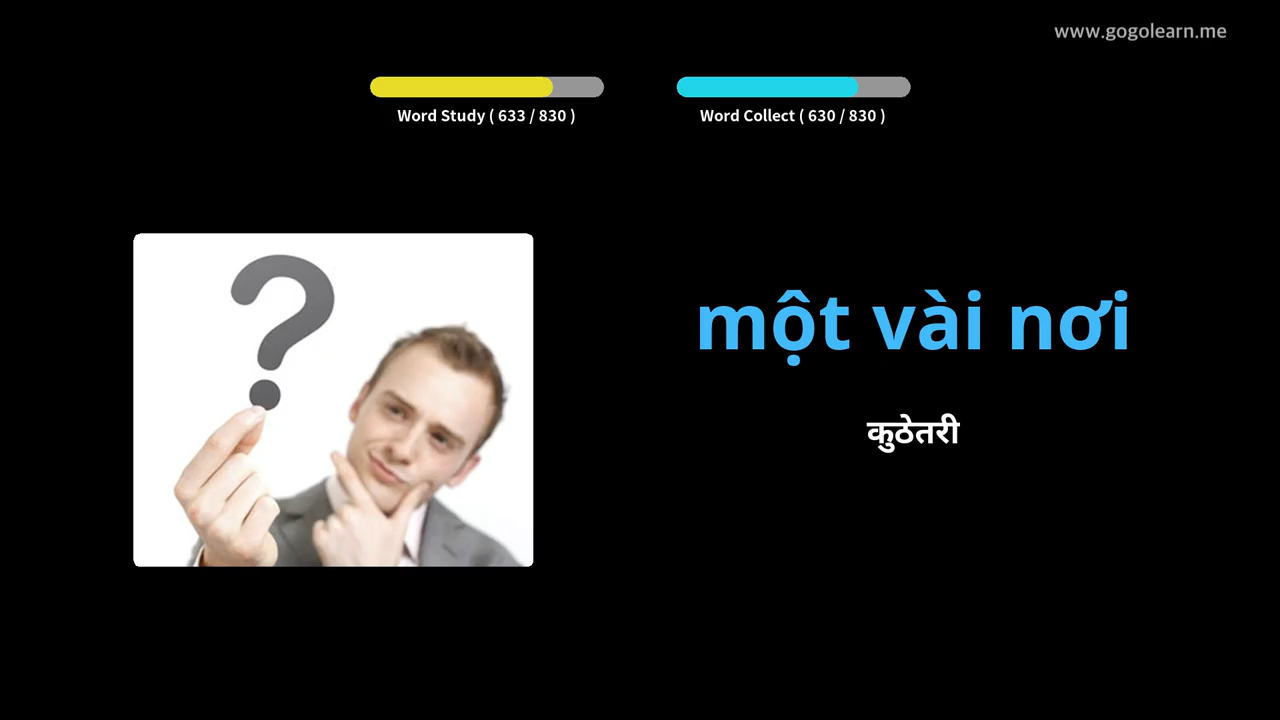 www.gogolearn.me
Word Study ( 633 / 830 )
Word Collect ( 630 / 830 )
một vài nơi
कुठेतरी